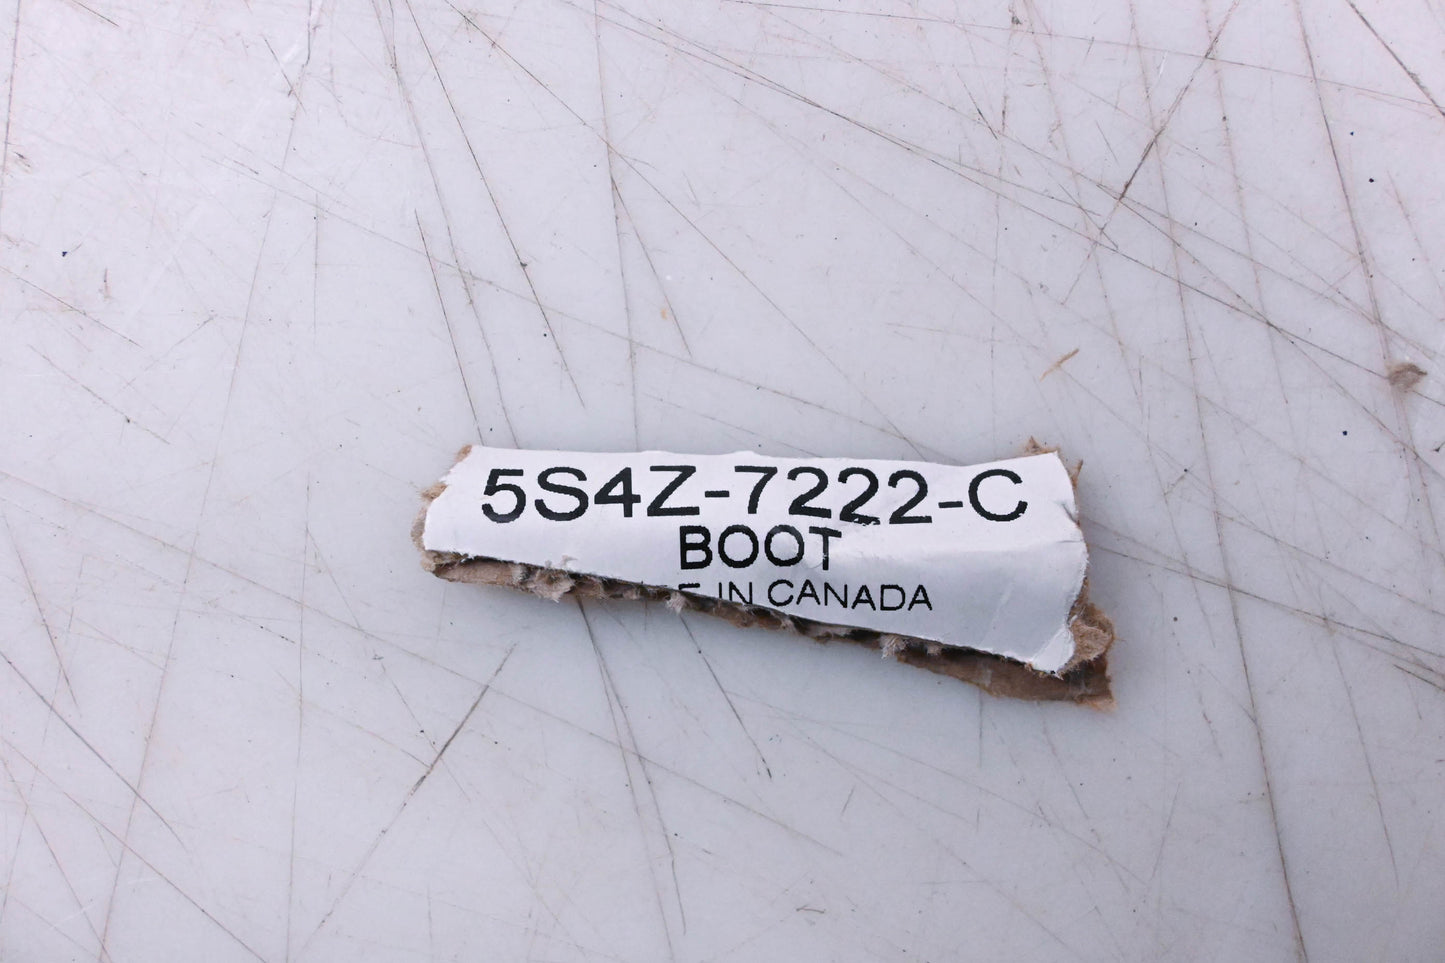 5S4Z-7222-C
BOOT
IN CANADA